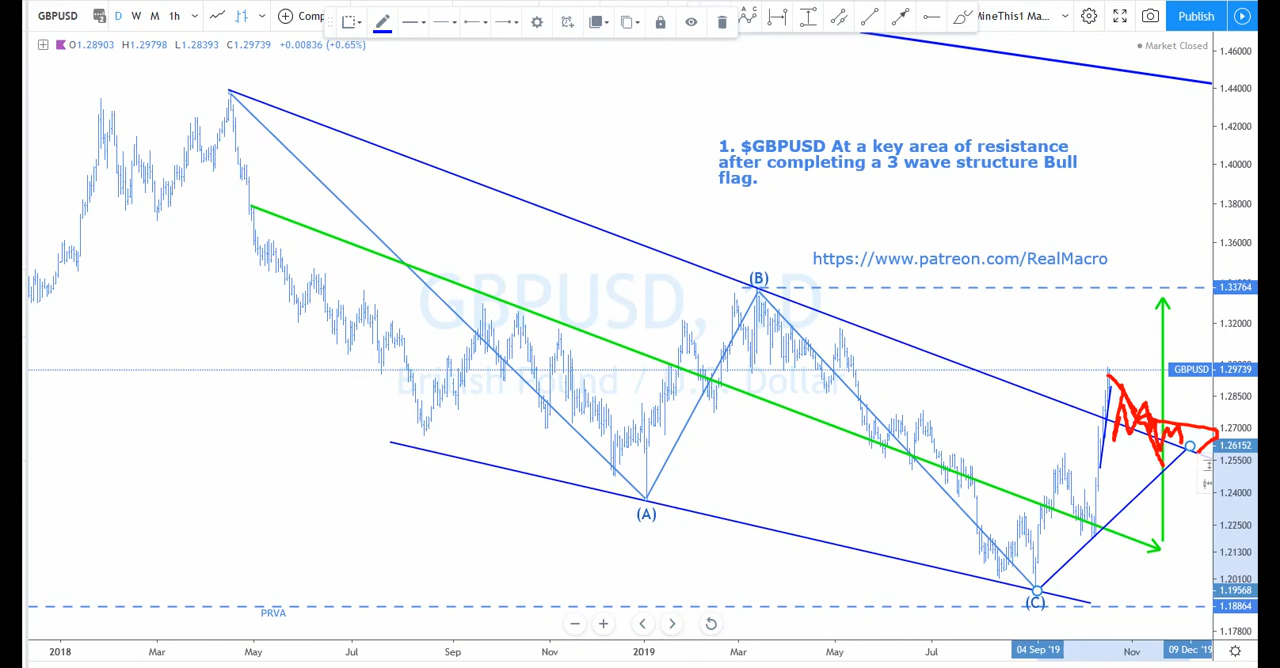 GBPUSD D W M 1h Comp MineThis1 Ma... Publish
O1.28903 H1.29798 L1.28393 C1.29739 +0.00836 (+0.65%)
Market Closed
1.46000
1.44000
1.42000
1.40000
1.38000
1.36000
1.33764
1.32000
GBPUSD 1.29739
1.28500
1.27000
1.26152
1.25500
1.24000
1.22500
1.21300
1.20100
1.19568
1.18864
1.17800
1. $GBPUSD At a key area of resistance
after completing a 3 wave structure Bull
flag.
https://www.patreon.com/RealMacro
(B)
(A)
(C)
PRVA
2018 Mar May Jul Sep Nov 2019 Mar May Jul 04 Sep '19 Nov 09 Dec '19